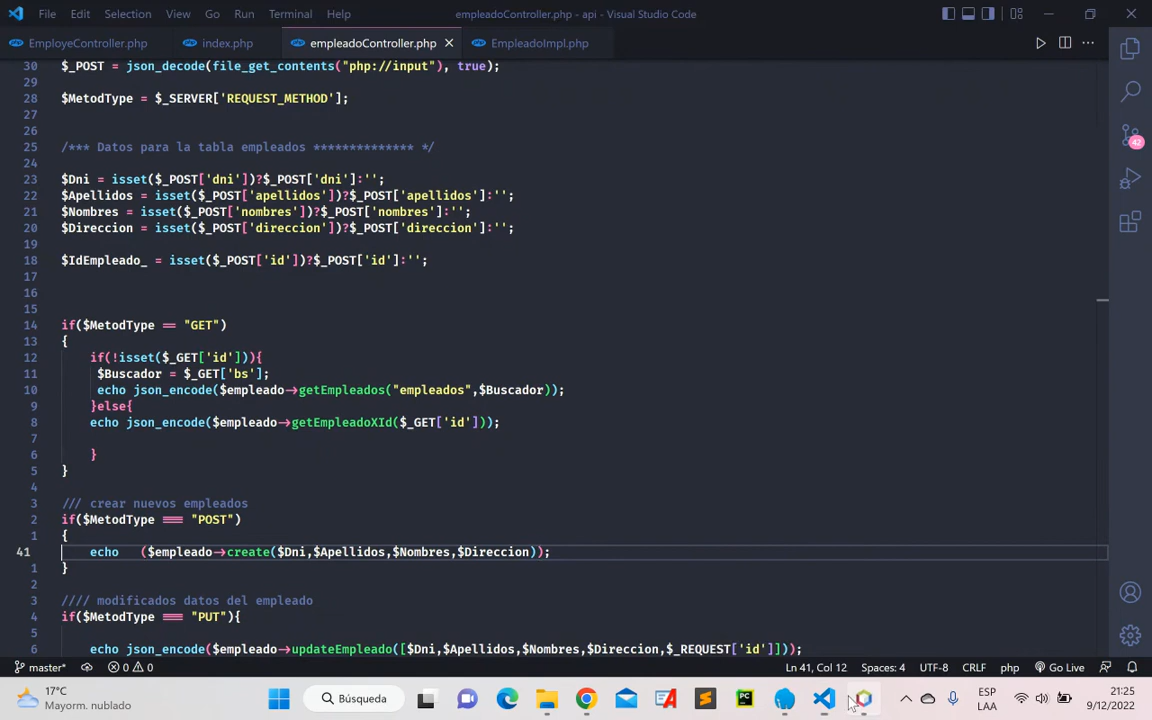 File Edit Selection View Go Run Terminal Help empleadoController.php - api - Visual Studio Code
EmployeController.php index.php empleadoController.php EmpleadoImpl.php
30 $_POST = json_decode(file_get_contents("php://input"), true);
29
28 $MetodType = $_SERVER['REQUEST_METHOD'];
27
26
25 /*** Datos para la tabla empleados ************** */
24
23 $Dni = isset($_POST['dni'])?$_POST['dni']:'';
22 $Apellidos = isset($_POST['apellidos'])?$_POST['apellidos']:'';
21 $Nombres = isset($_POST['nombres'])?$_POST['nombres']:'';
20 $Direccion = isset($_POST['direccion'])?$_POST['direccion']:'';
19
18 $IdEmpleado_ = isset($_POST['id'])?$_POST['id']:'';
17
16
15
14 if($MetodType == "GET")
13 {
12 if(!isset($_GET['id'])){
11 $Buscador = $_GET['bs'];
10 echo json_encode($empleado->getEmpleados("empleados",$Buscador));
9 }else{
8 echo json_encode($empleado->getEmpleadoXId($_GET['id']));
7
6 }
5 }
4
3 /// crear nuevos empleados
2 if($MetodType === "POST")
1 {
41 echo ($empleado->create($Dni,$Apellidos,$Nombres,$Direccion));
1 }
2
3 //// modificados datos del empleado
4 if($MetodType === "PUT"){
5
6 echo json_encode($empleado->updateEmpleado([$Dni,$Apellidos,$Nombres,$Direccion,$_REQUEST['id']]));
42
master* 0 0 Ln 41, Col 12 Spaces: 4 UTF-8 CRLF php Go Live
17°C
Mayorm. nublado
Búsqueda
PC
ESP
LAA
21:25
9/12/2022